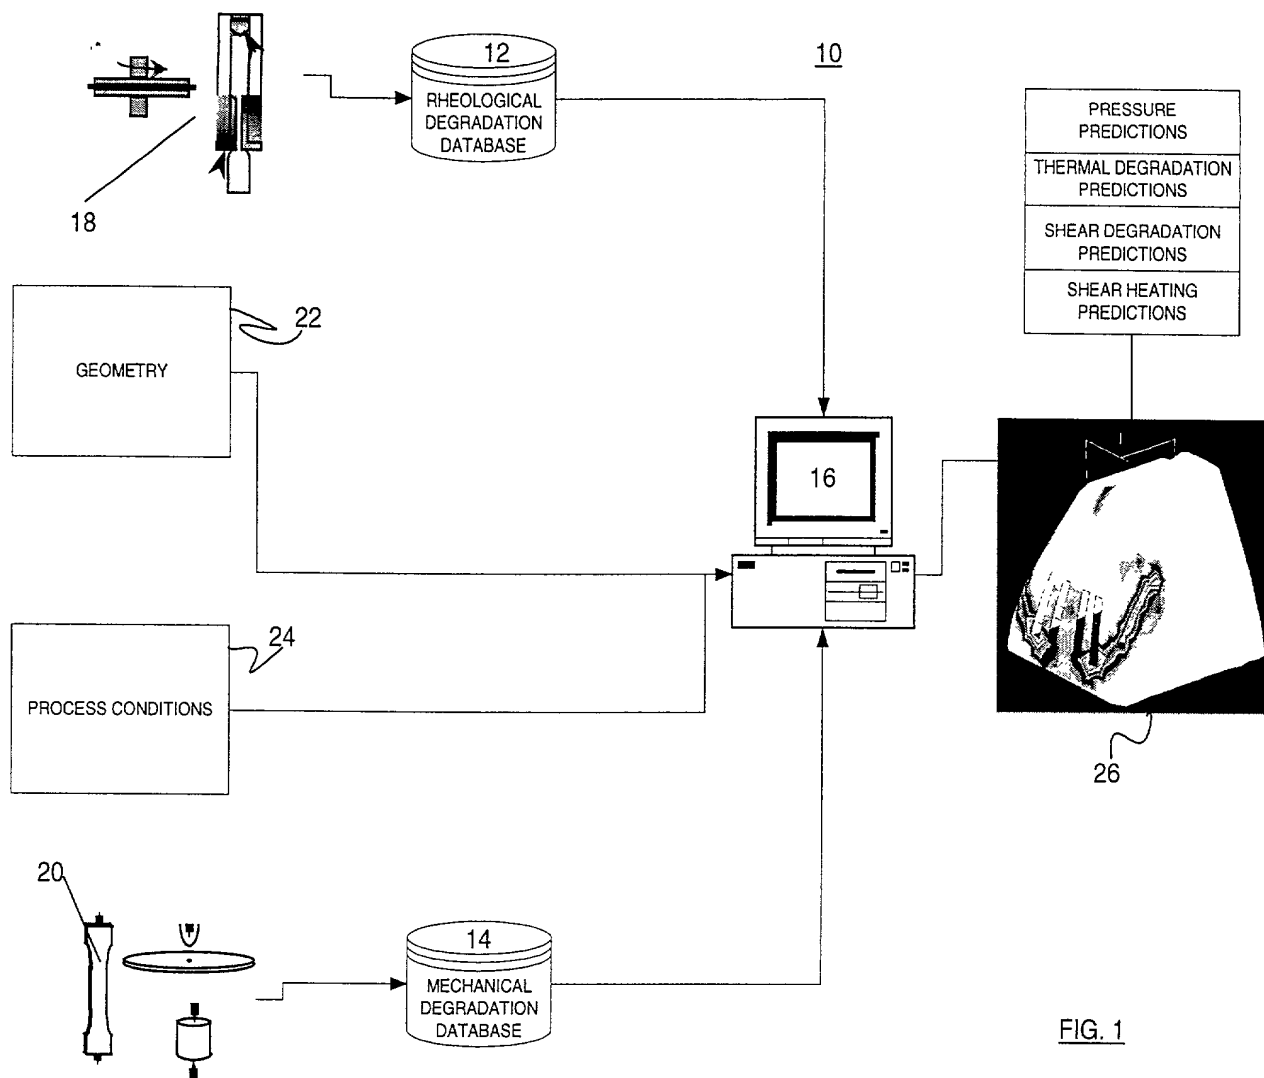 12
RHEOLOGICAL
DEGRADATION
DATABASE
10
PRESSURE
PREDICTIONS
THERMAL DEGRADATION
PREDICTIONS
SHEAR DEGRADATION
PREDICTIONS
SHEAR HEATING
PREDICTIONS
18
22
GEOMETRY
16
24
PROCESS CONDITIONS
26
20
14
MECHANICAL
DEGRADATION
DATABASE
FIG. 1